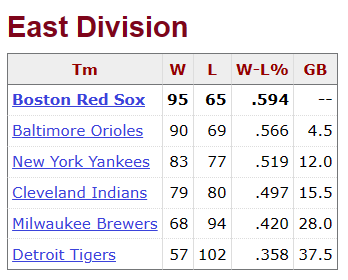 East Division
Tm W L W-L% GB
Boston Red Sox 95 65 .594 --
Baltimore Orioles 90 69 .566 4.5
New York Yankees 83 77 .519 12.0
Cleveland Indians 79 80 .497 15.5
Milwaukee Brewers 68 94 .420 28.0
Detroit Tigers 57 102 .358 37.5